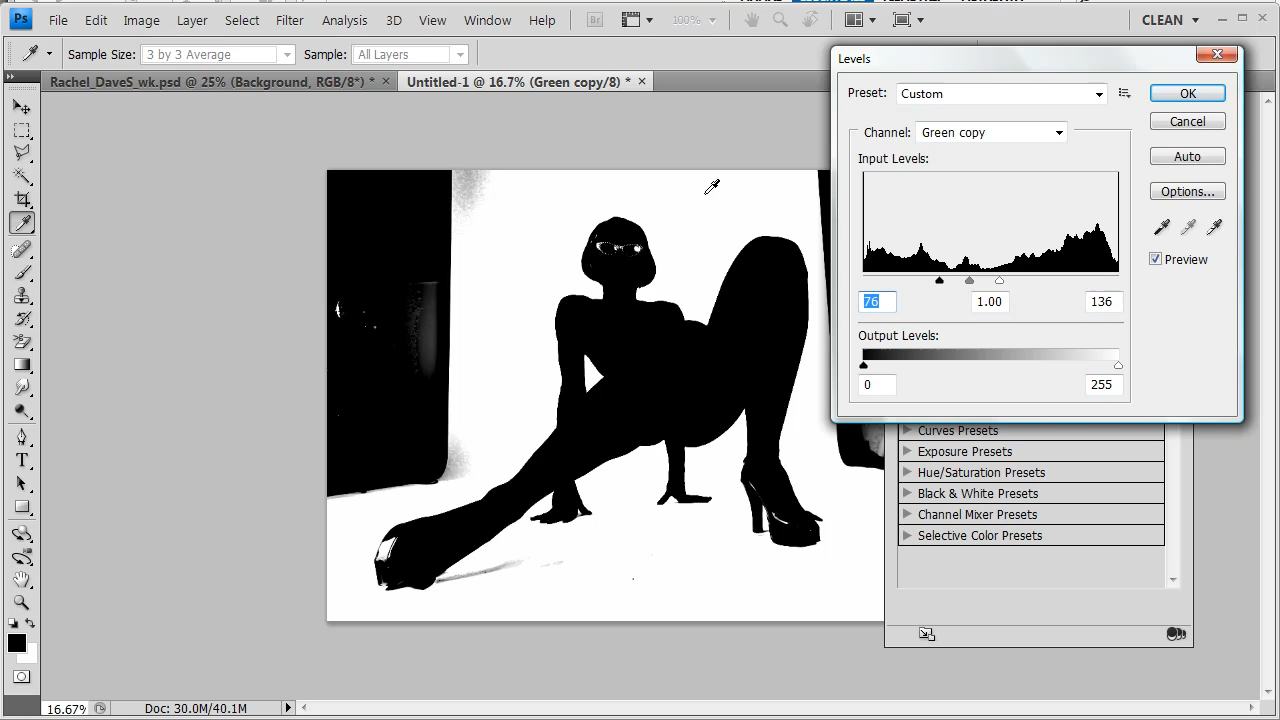 Ps File Edit Image Layer Select Filter Analysis 3D View Window Help Br 100% CLEAN
Sample Size: 3 by 3 Average Sample: All Layers
Rachel_DaveS_wk.psd @ 25% (Background, RGB/8*) * × Untitled-1 @ 16.7% (Green copy/8) * ×
Levels
Preset: Custom
OK
Channel: Green copy
Cancel
Input Levels:
Auto
Options...
Preview
76 1.00 136
Output Levels:
0 255
Curves Presets
Exposure Presets
Hue/Saturation Presets
Black & White Presets
Channel Mixer Presets
Selective Color Presets
T
16.67% Doc: 30.0M/40.1M